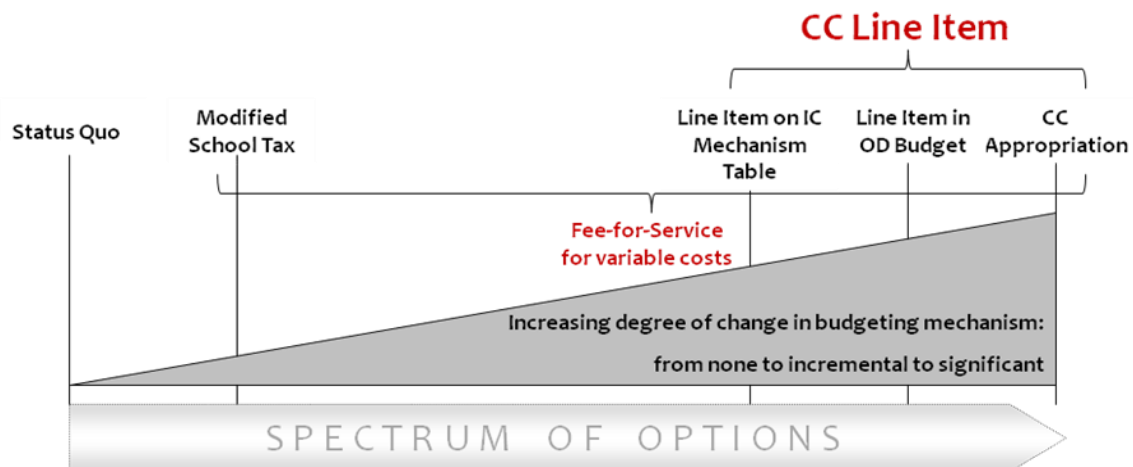 CC Line Item
Status Quo
Modified
School Tax
Line Item on IC
Mechanism
Table
Line Item in
OD Budget
CC
Appropriation
Fee-for-Service
for variable costs
Increasing degree of change in budgeting mechanism:
from none to incremental to significant
SPECTRUM OF OPTIONS